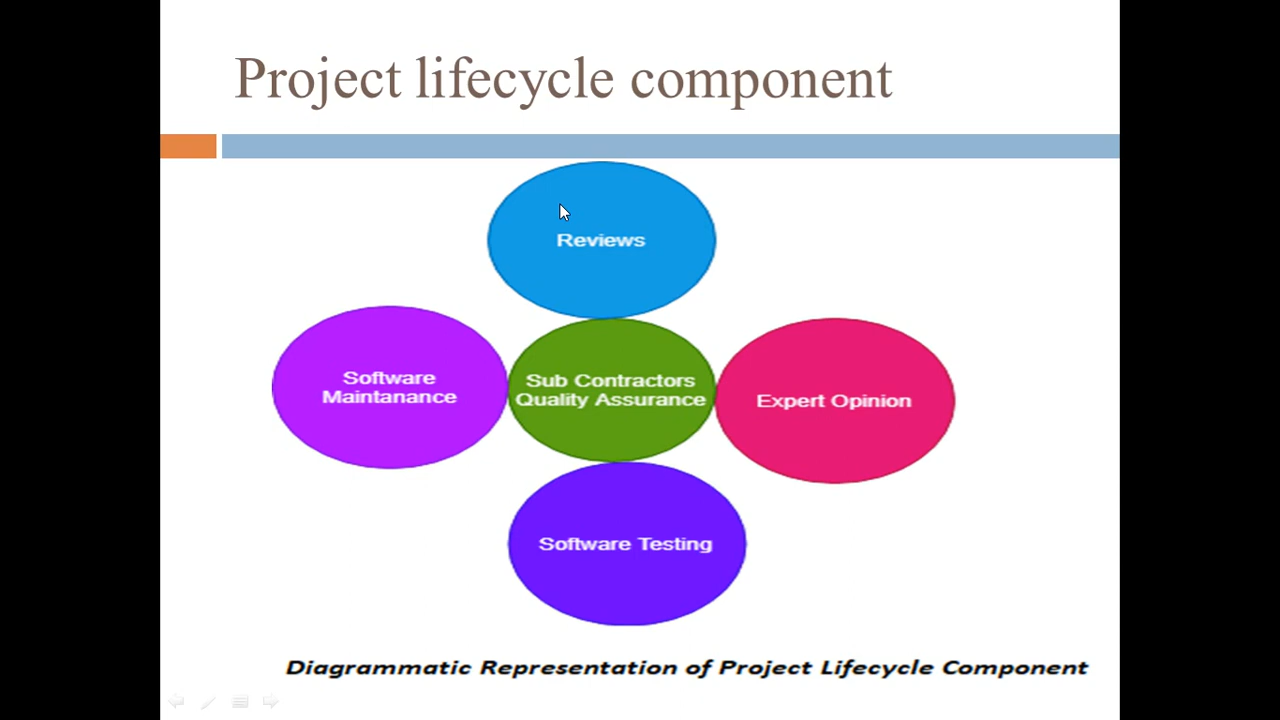 Project lifecycle component
Reviews
Software
Maintanance
Sub Contractors
Quality Assurance
Expert Opinion
Software Testing
Diagrammatic Representation of Project Lifecycle Component